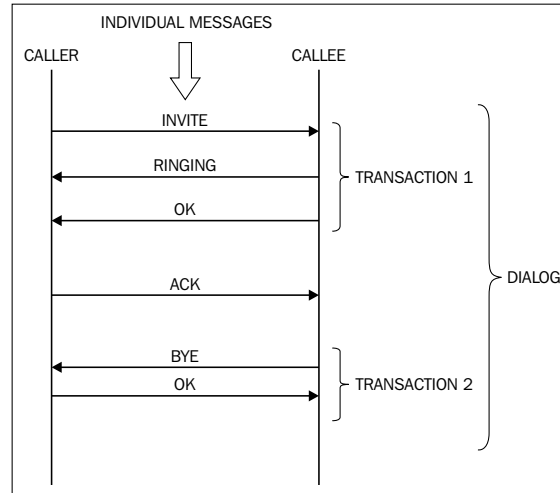 INDIVIDUAL MESSAGES
CALLER
CALLEE
INVITE
RINGING
TRANSACTION 1
OK
ACK
DIALOG
BYE
OK
TRANSACTION 2